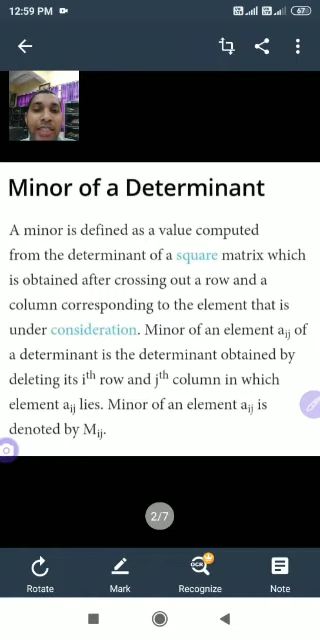 12:59 PM 67
Minor of a Determinant
A minor is defined as a value computed
from the determinant of a square matrix which
is obtained after crossing out a row and a
column corresponding to the element that is
under consideration. Minor of an element aij of
a determinant is the determinant obtained by
deleting its ith row and jth column in which
element aij lies. Minor of an element aij is
denoted by Mij.
2/7
OCR
Rotate Mark Recognize Note